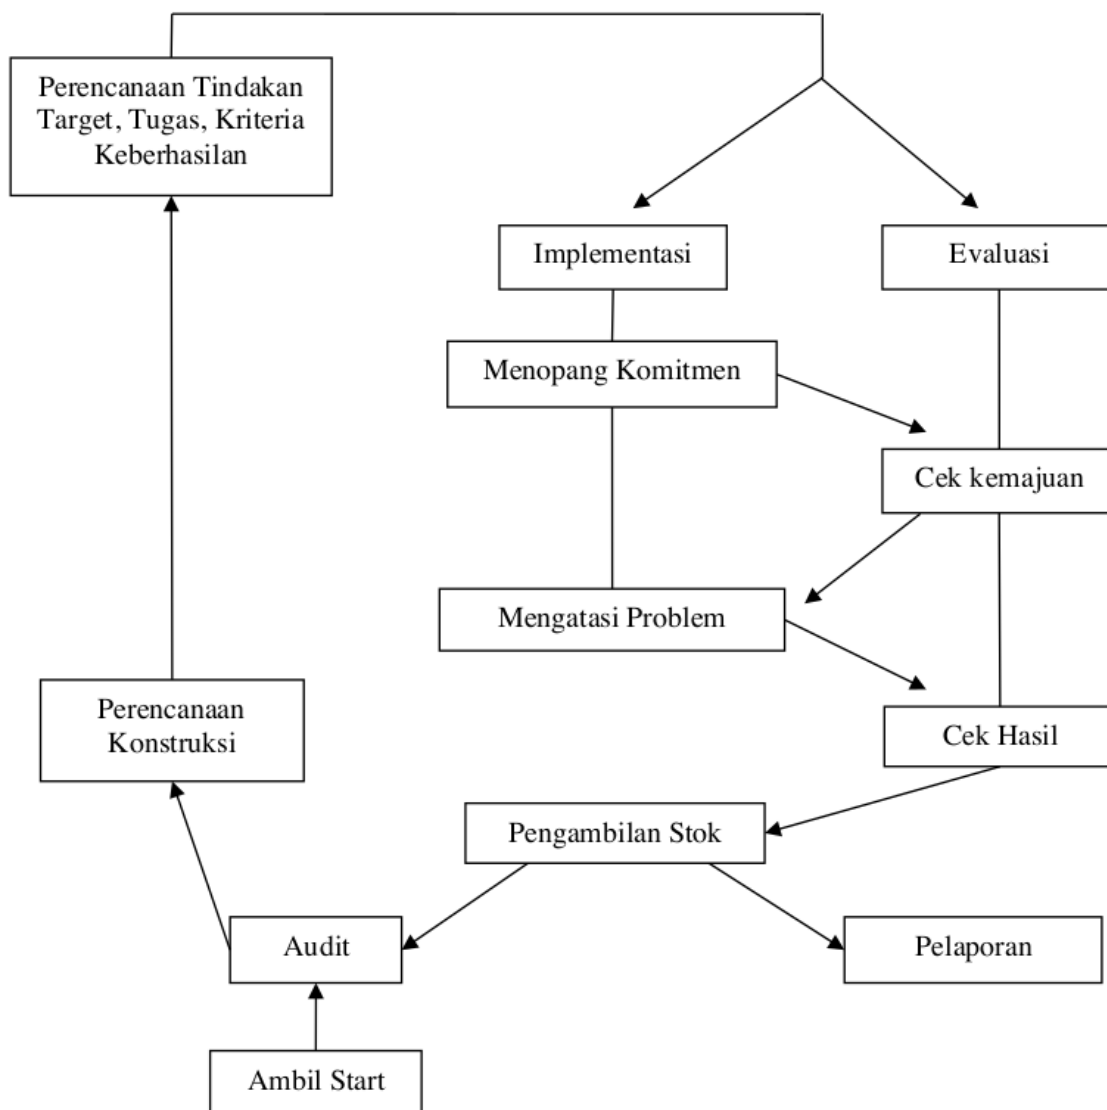 Perencanaan Tindakan
Target, Tugas, Kriteria
Keberhasilan
Implementasi
Evaluasi
Menopang Komitmen
Cek kemajuan
Mengatasi Problem
Perencanaan
Konstruksi
Cek Hasil
Pengambilan Stok
Audit
Pelaporan
Ambil Start